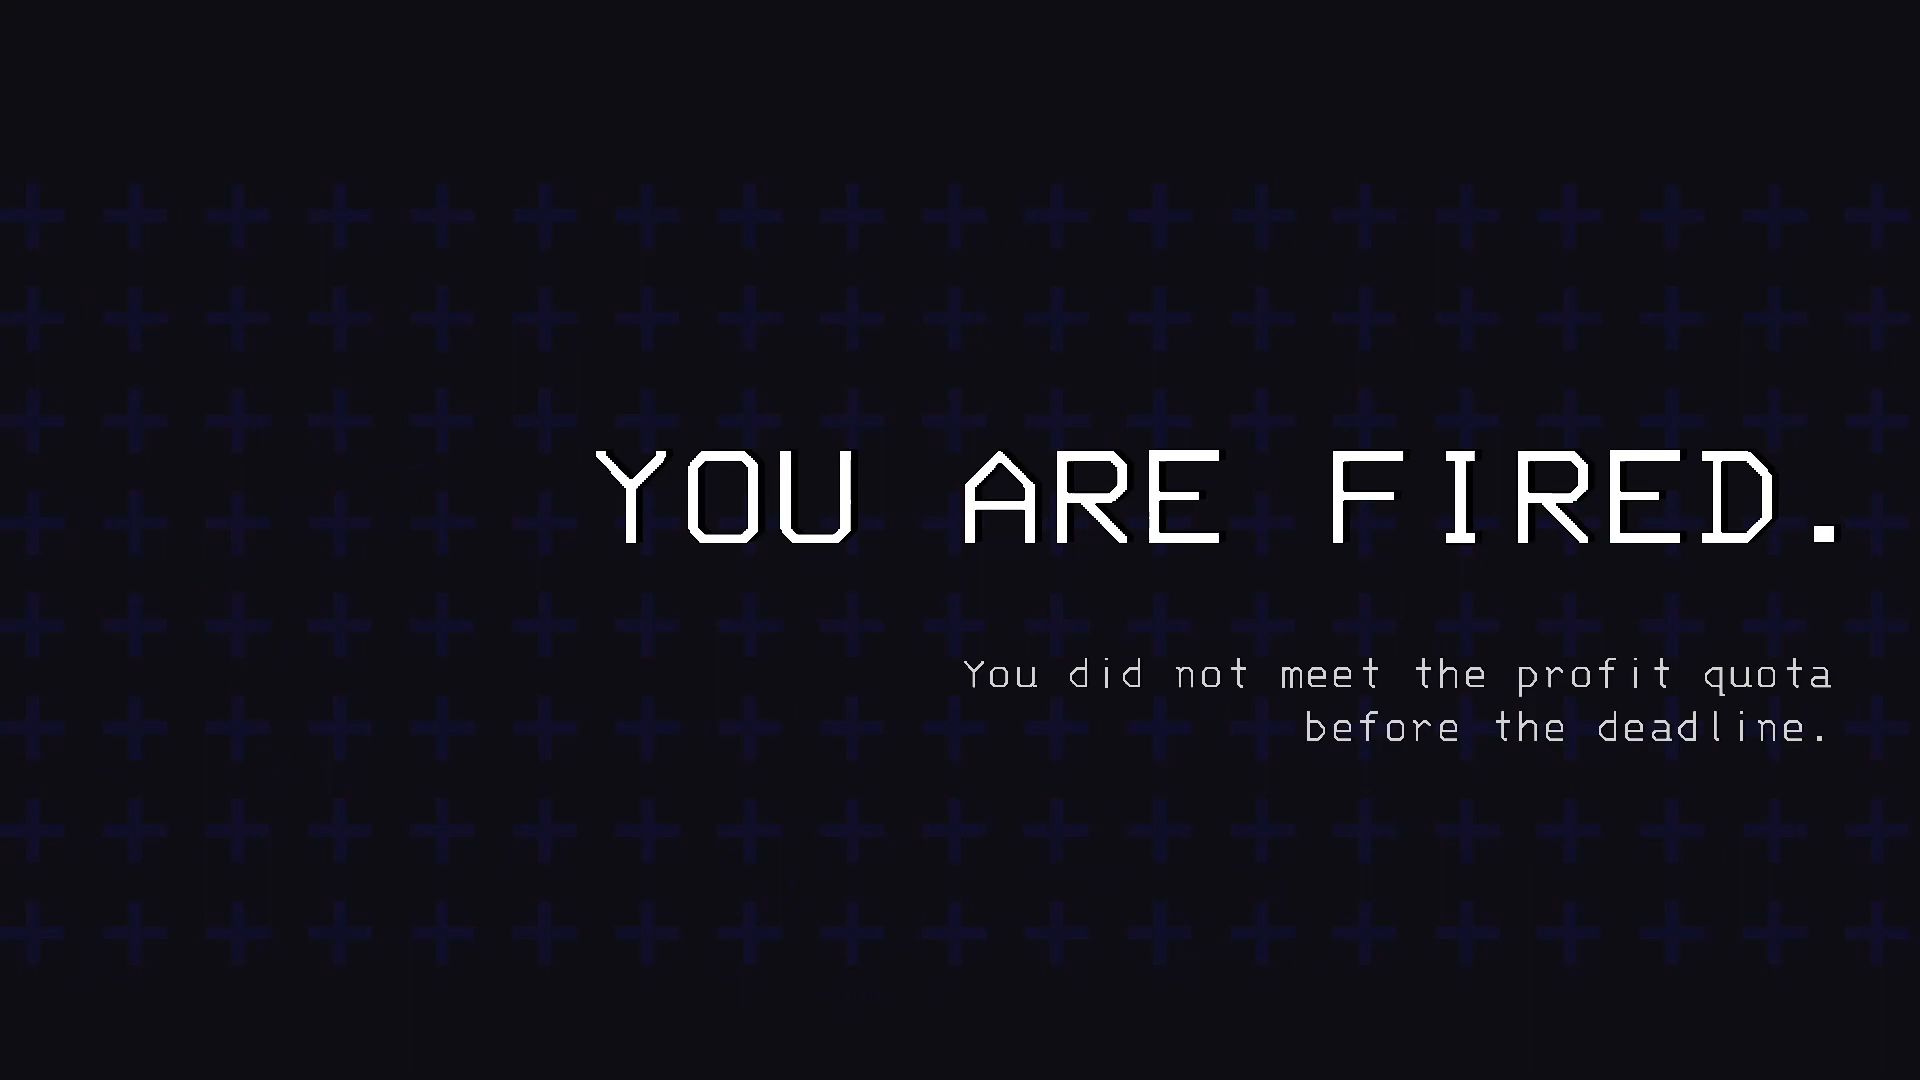 YOU ARE FIRED.
You did not meet the profit quota
before the deadline.